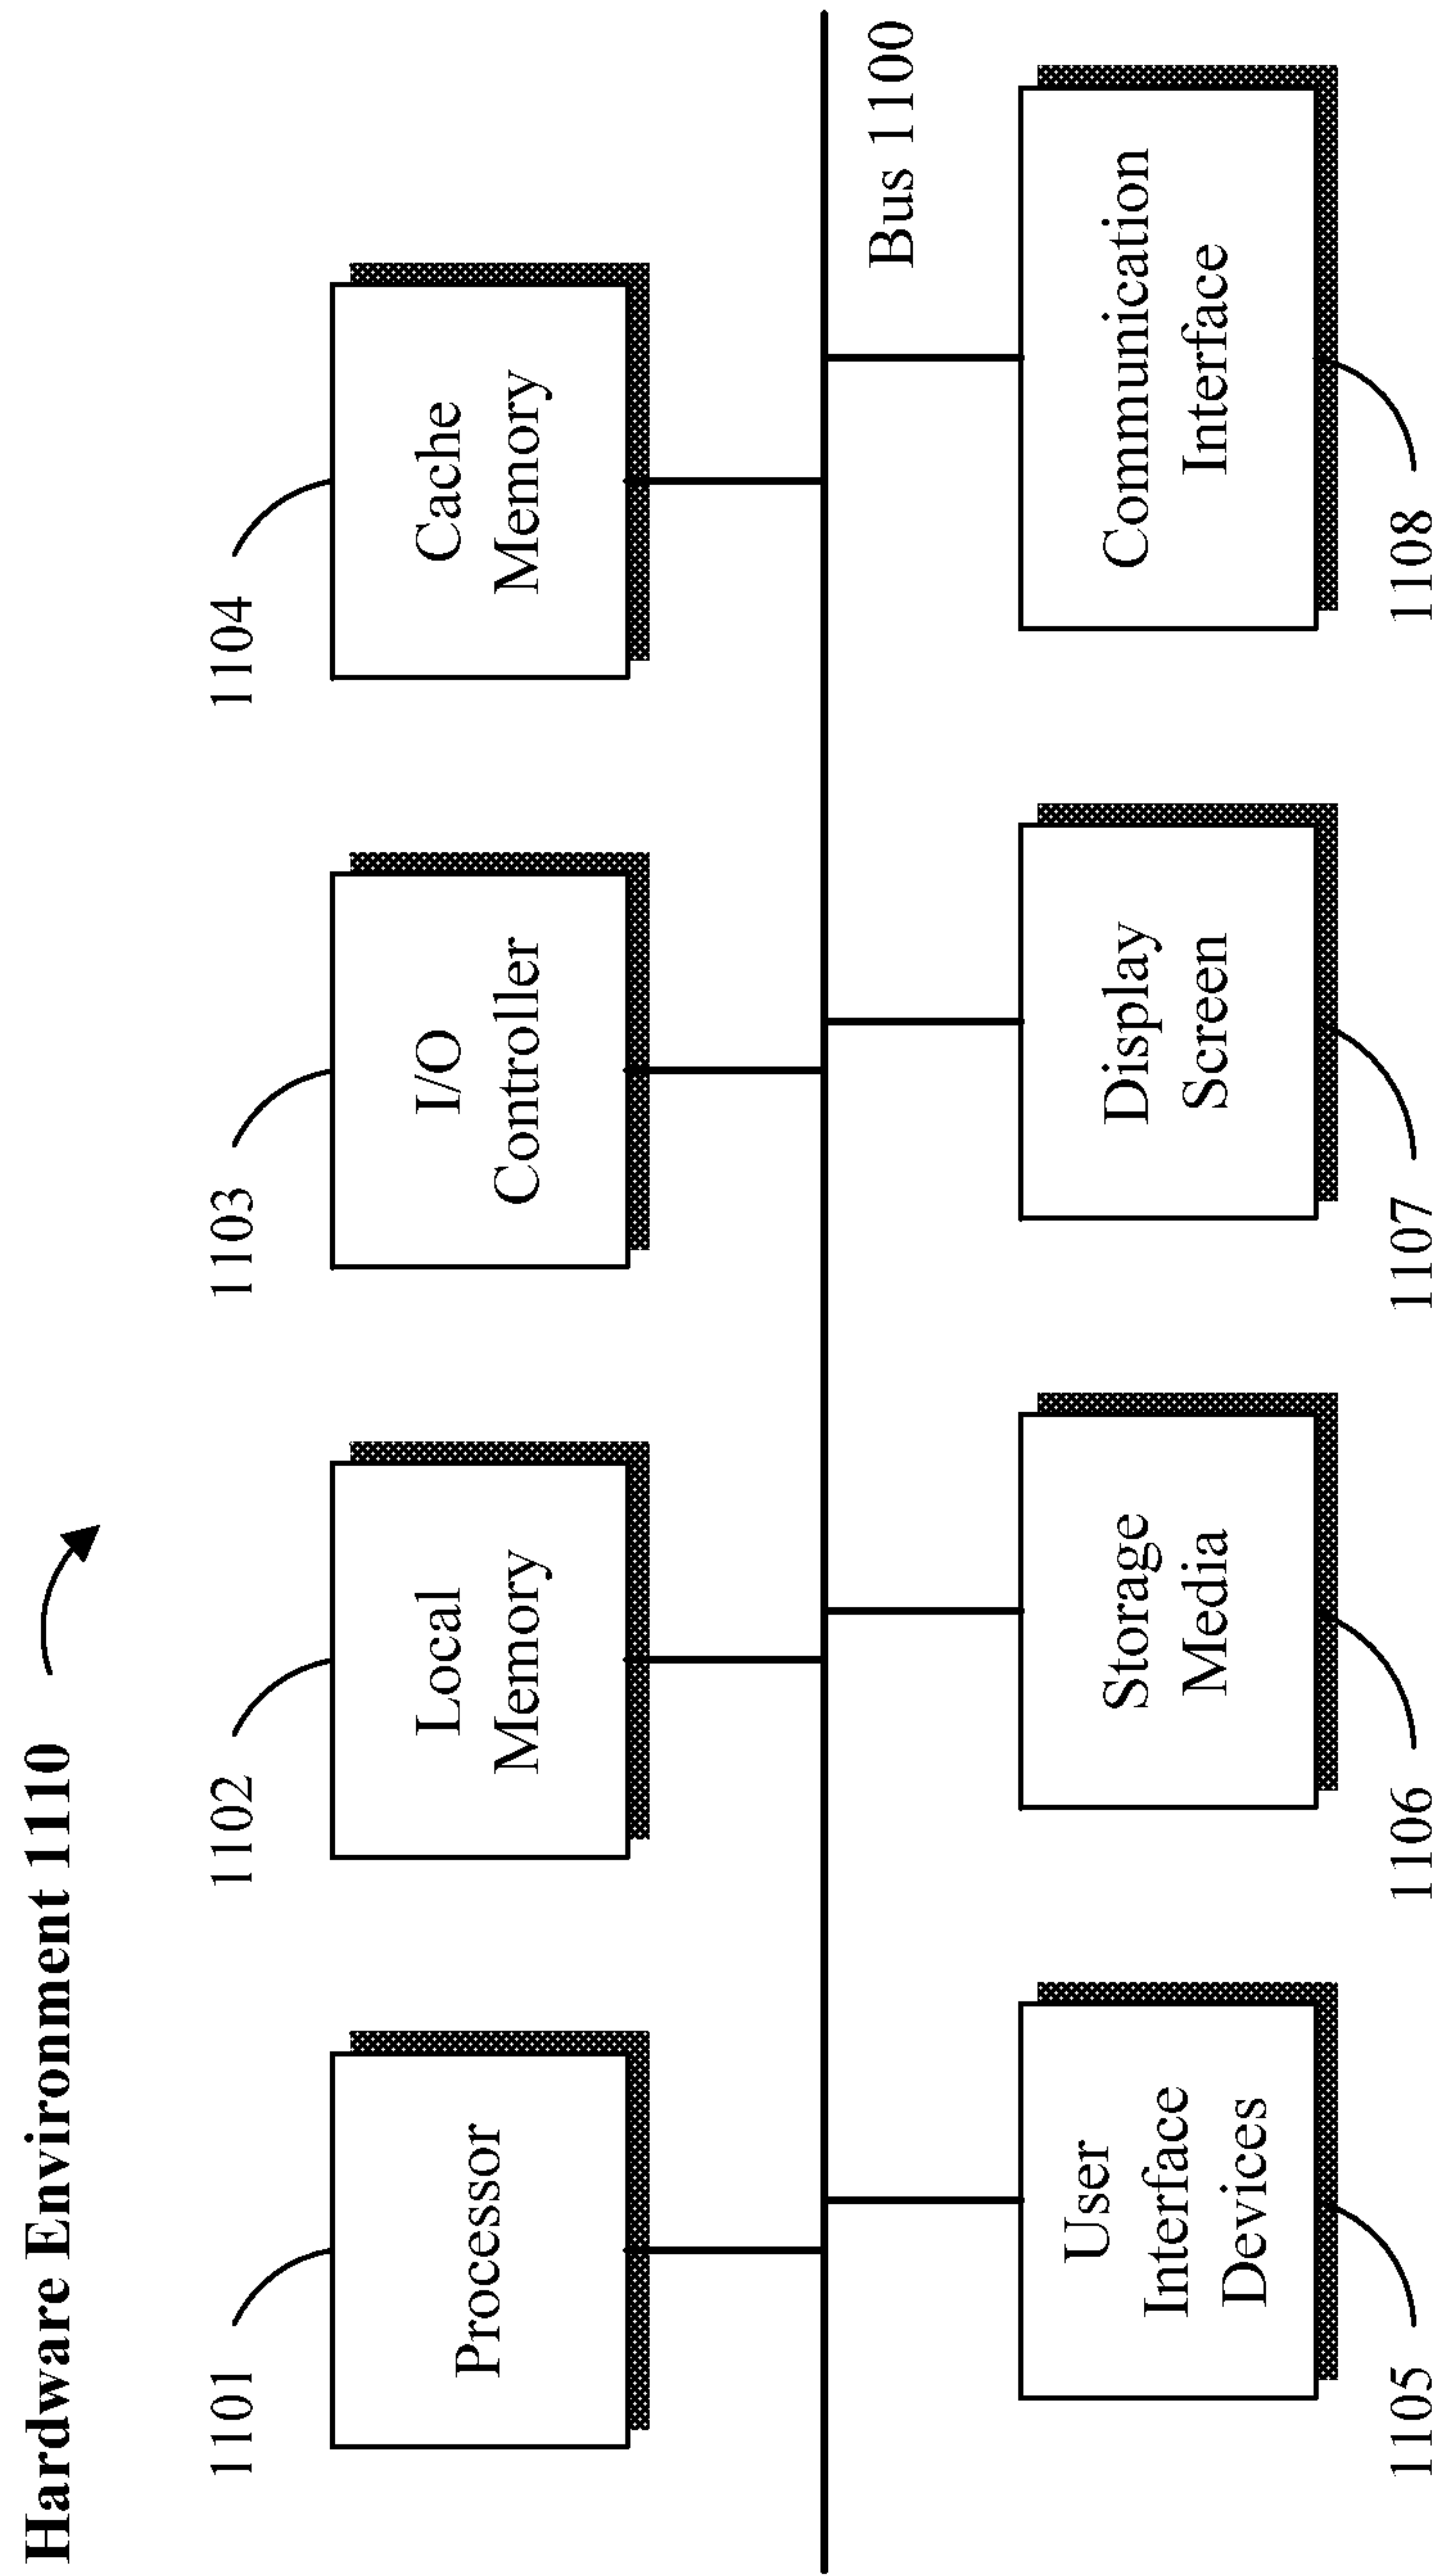 Hardware Environment 1110
1101
1102
1103
1104
Processor
Local
Memory
I/O
Controller
Cache
Memory
Bus 1100
User
Interface
Devices
Storage
Media
Display
Screen
Communication
Interface
1105
1106
1107
1108